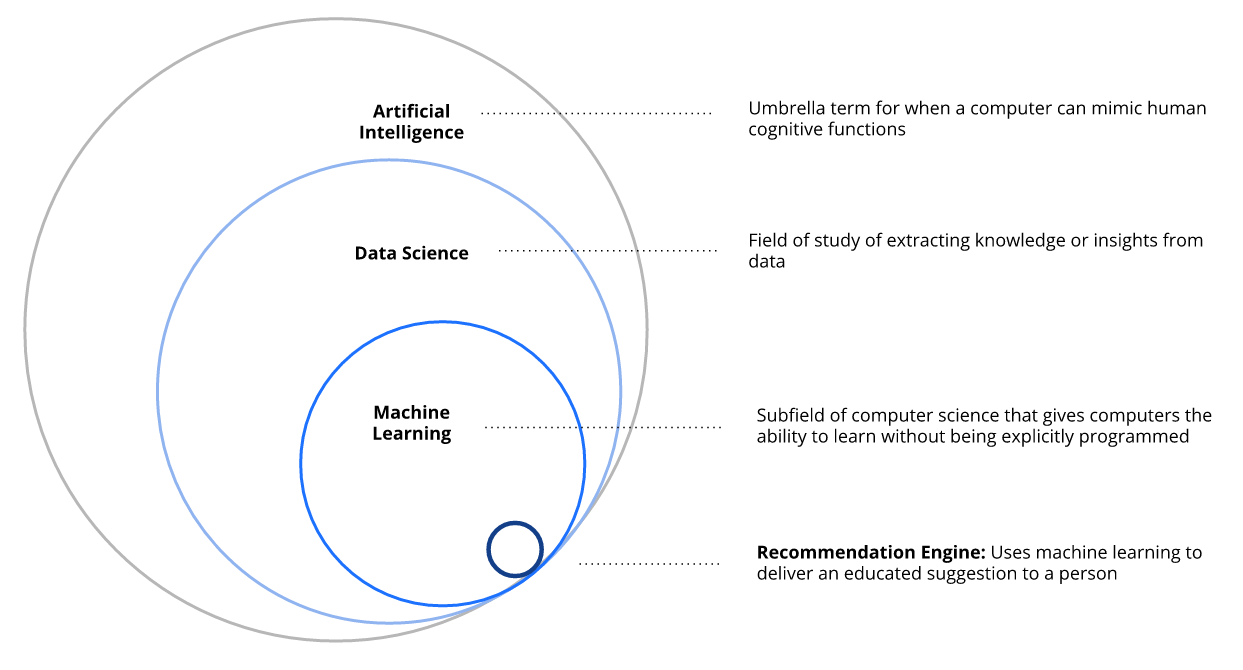 Artificial
Intelligence
Umbrella term for when a computer can mimic human
cognitive functions
Data Science
Field of study of extracting knowledge or insights from
data
Machine
Learning
Subfield of computer science that gives computers the
ability to learn without being explicitly programmed
Recommendation Engine: Uses machine learning to
deliver an educated suggestion to a person